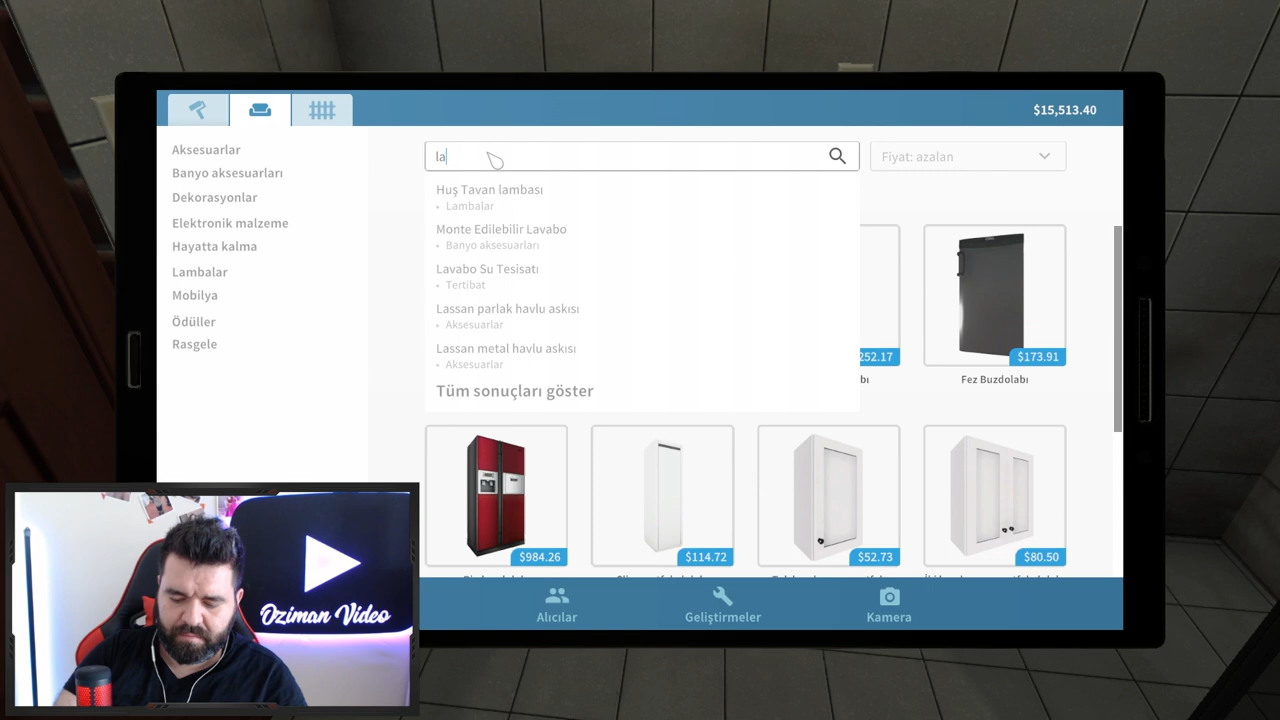 $15,513.40
Aksesuarlar
Banyo aksesuarları
Dekorasyonlar
Elektronik malzeme
Hayatta kalma
Lambalar
Mobilya
Ödüller
Rasgele
la
Fiyat: azalan
Huş Tavan lambası
• Lambalar
Monte Edilebilir Lavabo
• Banyo aksesuarları
Lavabo Su Tesisatı
• Tertibat
Lassan parlak havlu askısı
• Aksesuarlar
Lassan metal havlu askısı
• Aksesuarlar
Tüm sonuçları göster
252.17
$173.91
bı
Fez Buzdolabı
$984.26
$114.72
$52.73
$80.50
Alıcılar
Geliştirmeler
Kamera
Oziman Video